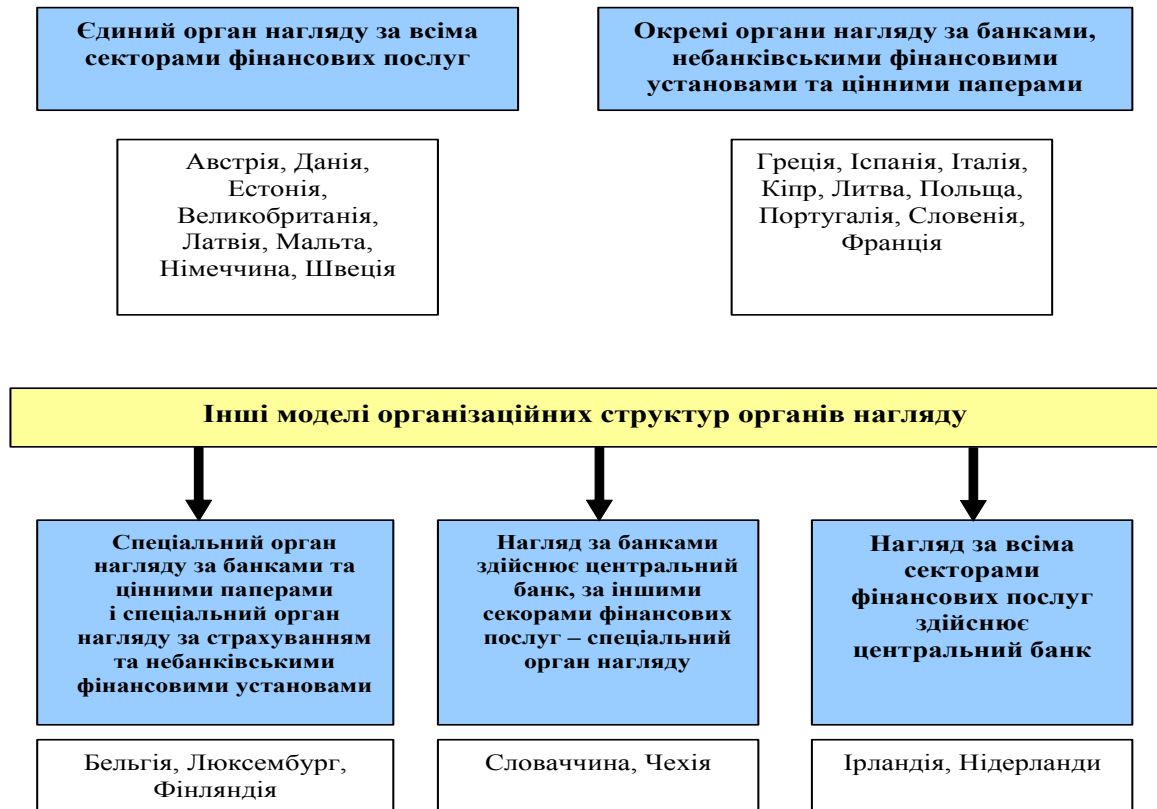 Єдиний орган нагляду за всіма
секторами фінансових послуг
Окремі органи нагляду за банками,
небанківськими фінансовими
установами та цінними паперами
Австрія, Данія,
Естонія,
Великобританія,
Латвія, Мальта,
Німеччина, Швеція
Греція, Іспанія, Італія,
Кіпр, Литва, Польща,
Португалія, Словенія,
Франція
Інші моделі організаційних структур органів нагляду
Спеціальний орган
нагляду за банками та
цінними паперами
і спеціальний орган
нагляду за страхуванням
та небанківськими
фінансовими установами
Нагляд за банками
здійснює центральний
банк, за іншими
секорами фінансових
послуг – спеціальний
орган нагляду
Нагляд за всіма
секторами
фінансових послуг
здійснює
центральний банк
Бельгія, Люксембург,
Фінляндія
Словаччина, Чехія
Ірландія, Нідерланди